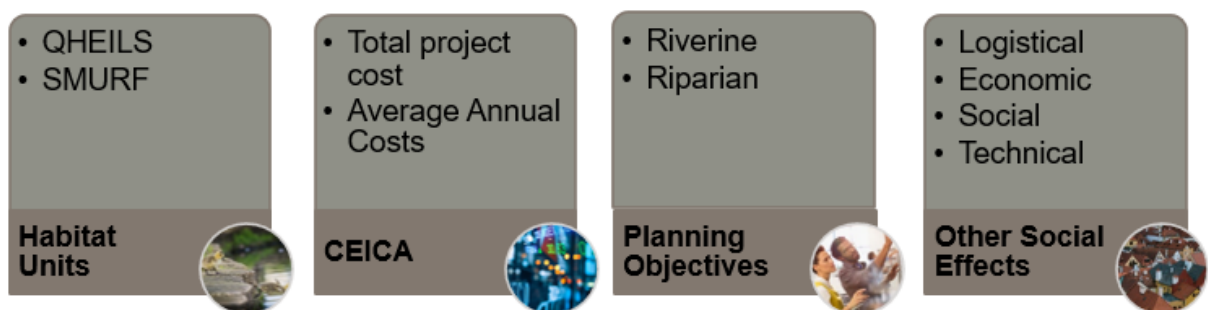 • QHEILS
• SMURF
Habitat
Units
• Total project
cost
• Average Annual
Costs
CEICA
• Riverine
• Riparian
Planning
Objectives
• Logistical
• Economic
• Social
• Technical
Other Social
Effects